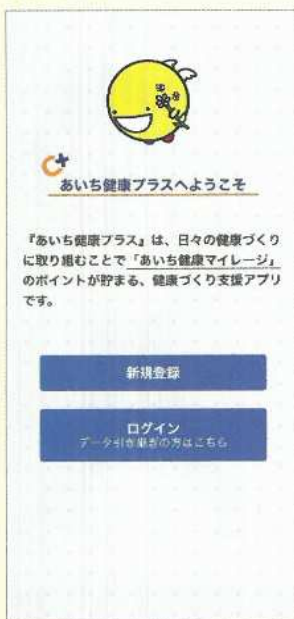 あいち健康プラスへようこそ
『あいち健康プラス』は、日々の健康づくり
に取り組むことで「あいち健康マイレージ」
のポイントが貯まる、健康づくり支援アプリ
です。
新規登録
ログイン
データ引き継ぎの方はこちら